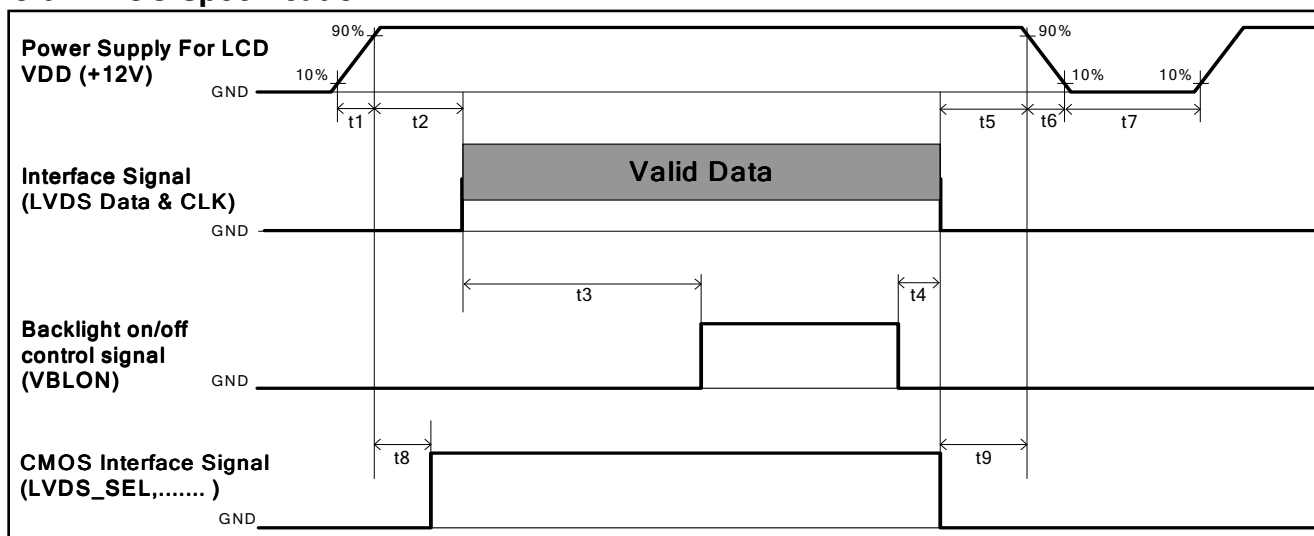 Power Supply For LCD
VDD (+12V)
90%
10%
GND
90%
10%
10%
t1
t2
t5
t6
t7
Interface Signal
(LVDS Data & CLK)
Valid Data
GND
t3
t4
Backlight on/off
control signal
(VBLON)
GND
t8
t9
CMOS Interface Signal
(LVDS_SEL,....... )
GND